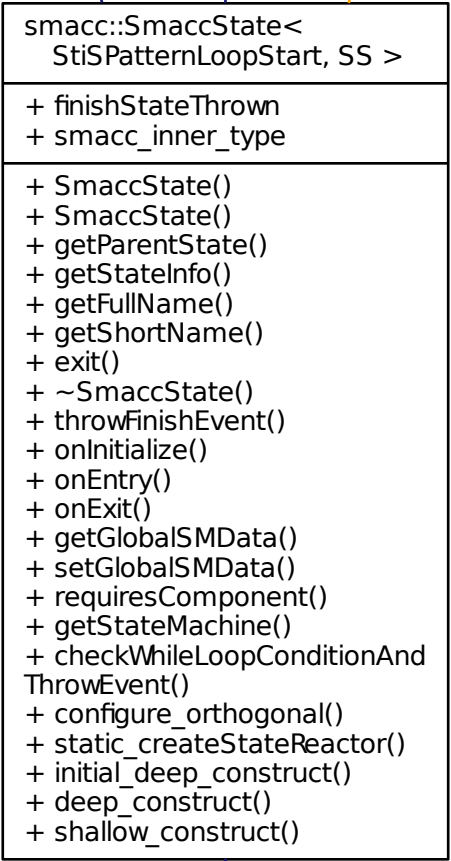 smacc::SmaccState<
StiSPatternLoopStart, SS >
+ finishStateThrown
+ smacc_inner_type
+ SmaccState()
+ SmaccState()
+ getParentState()
+ getStateInfo()
+ getFullName()
+ getShortName()
+ exit()
+ ~SmaccState()
+ throwFinishEvent()
+ onInitialize()
+ onEntry()
+ onExit()
+ getGlobalSMData()
+ setGlobalSMData()
+ requiresComponent()
+ getStateMachine()
+ checkWhileLoopConditionAnd
ThrowEvent()
+ configure_orthogonal()
+ static_createStateReactor()
+ initial_deep_construct()
+ deep_construct()
+ shallow_construct()